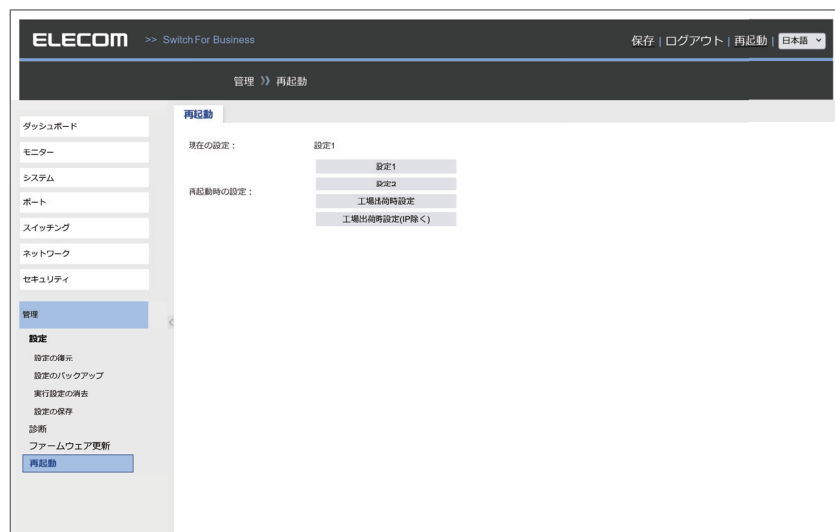 ELECOM >> Switch For Business
保存 | ログアウト | 再起動 | 日本語
管理 》 再起動
再起動
ダッシュボード
モニター
システム
ポート
スイッチング
ネットワーク
セキュリティ
管理
設定
設定の復元
設定のバックアップ
実行設定の消去
設定の保存
診断
ファームウェア更新
再起動
現在の設定： 設定1
再起動時の設定：
設定1
設定2
工場出荷時設定
工場出荷時設定(IP除く)